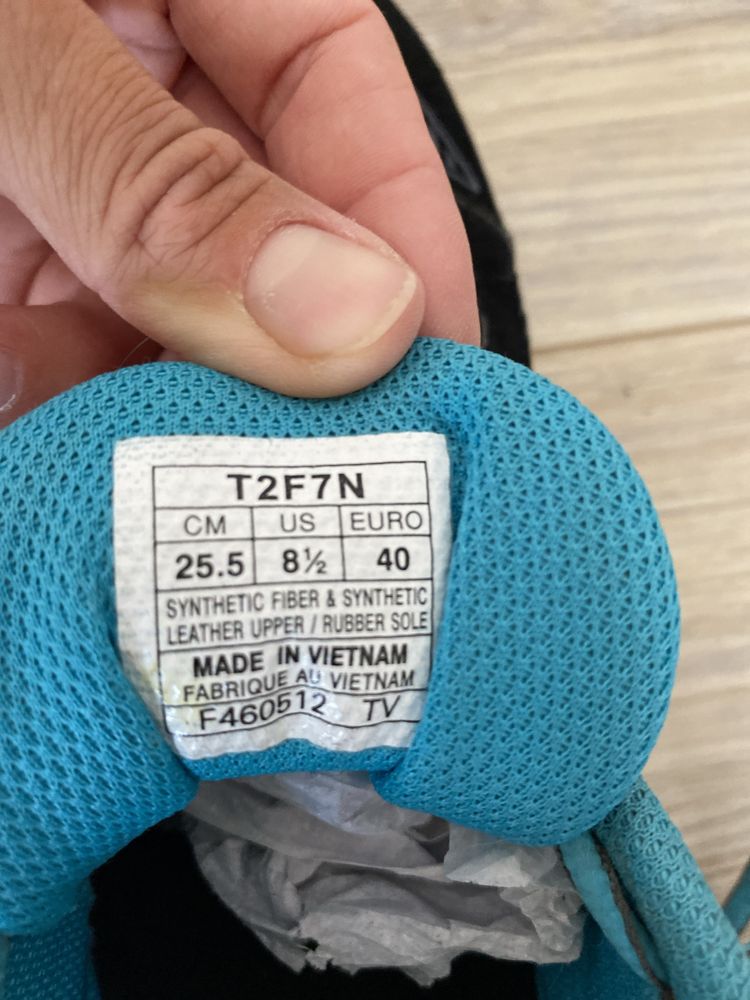 T2F7N
CM US EURO
25.5 8½ 40
SYNTHETIC FIBER & SYNTHETIC
LEATHER UPPER / RUBBER SOLE
MADE IN VIETNAM
FABRIQUE AU VIETNAM
F460512 TV